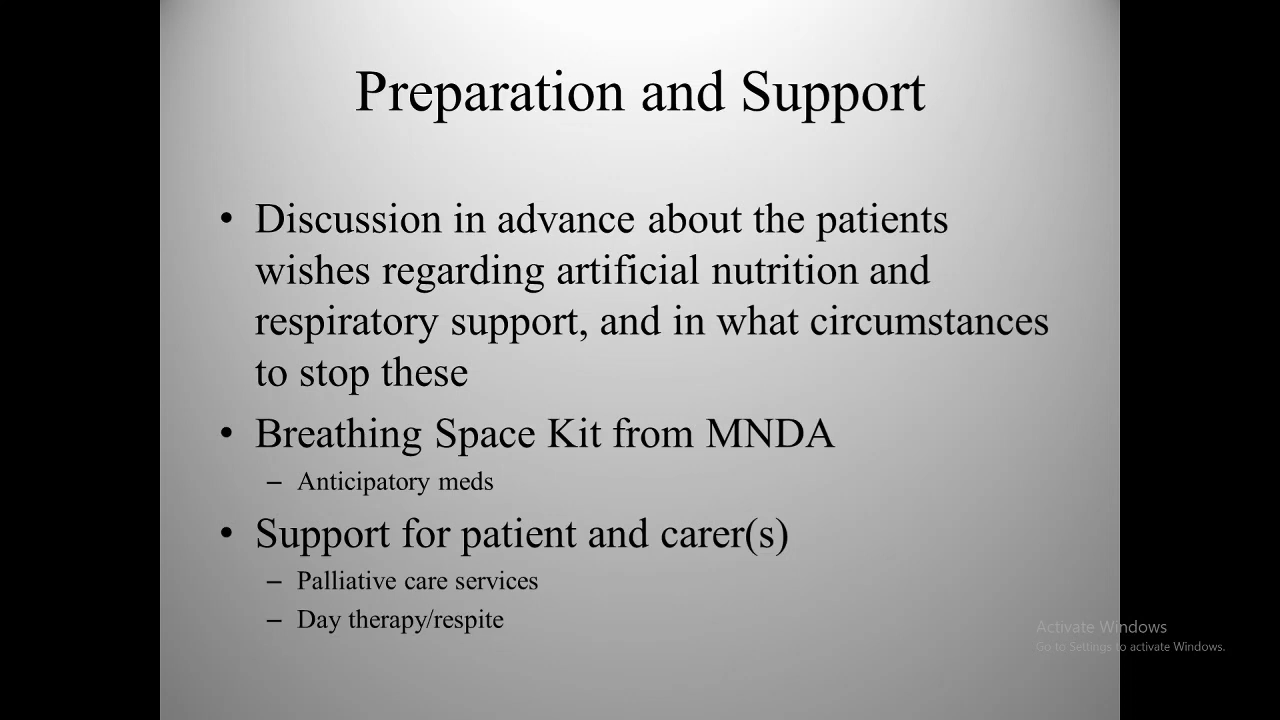 Preparation and Support
• Discussion in advance about the patients
wishes regarding artificial nutrition and
respiratory support, and in what circumstances
to stop these
• Breathing Space Kit from MNDA
– Anticipatory meds
• Support for patient and carer(s)
– Palliative care services
– Day therapy/respite
Activate Windows
Go to Settings to activate Windows.